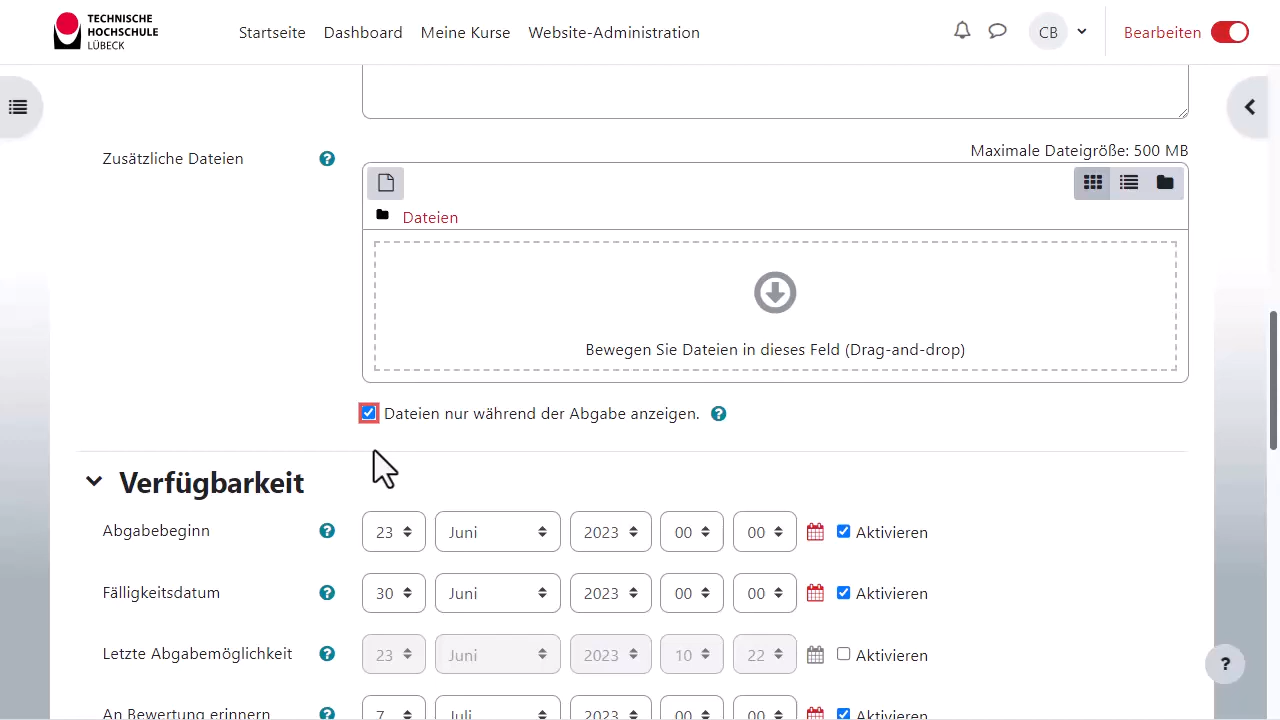 TECHNISCHE
HOCHSCHULE
LÜBECK
Startseite
Dashboard
Meine Kurse
Website-Administration
CB
Bearbeiten
Maximale Dateigröße: 500 MB
Zusätzliche Dateien
Dateien
Bewegen Sie Dateien in dieses Feld (Drag-and-drop)
Dateien nur während der Abgabe anzeigen.
Verfügbarkeit
Abgabebeginn
23 Juni 2023 00 00 Aktivieren
Fälligkeitsdatum
30 Juni 2023 00 00 Aktivieren
Letzte Abgabemöglichkeit
23 Juni 2023 10 22 Aktivieren
?
An Bewertung erinnern
7 Juli 2023 00 00 Aktivieren